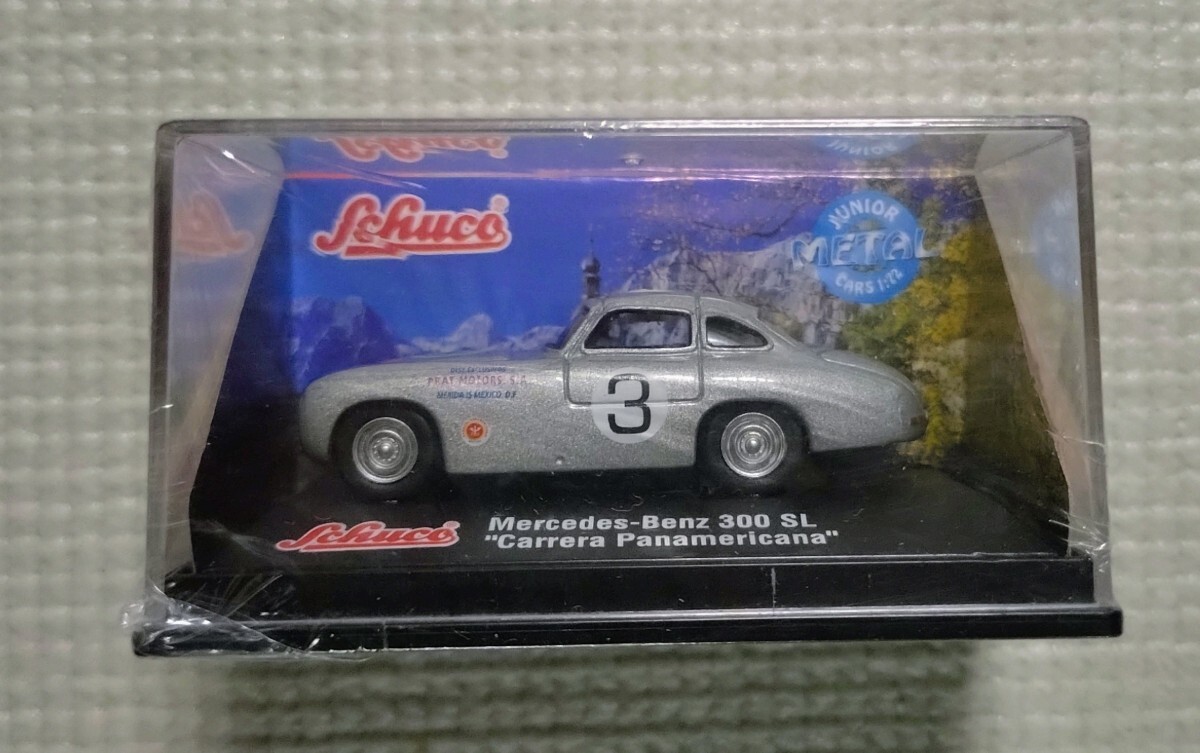 Schuco
JUNIOR
METAL
CARS 1:72
PRAT MOTORS S.A.
3
Schuco
Mercedes-Benz 300 SL
"Carrera Panamericana"